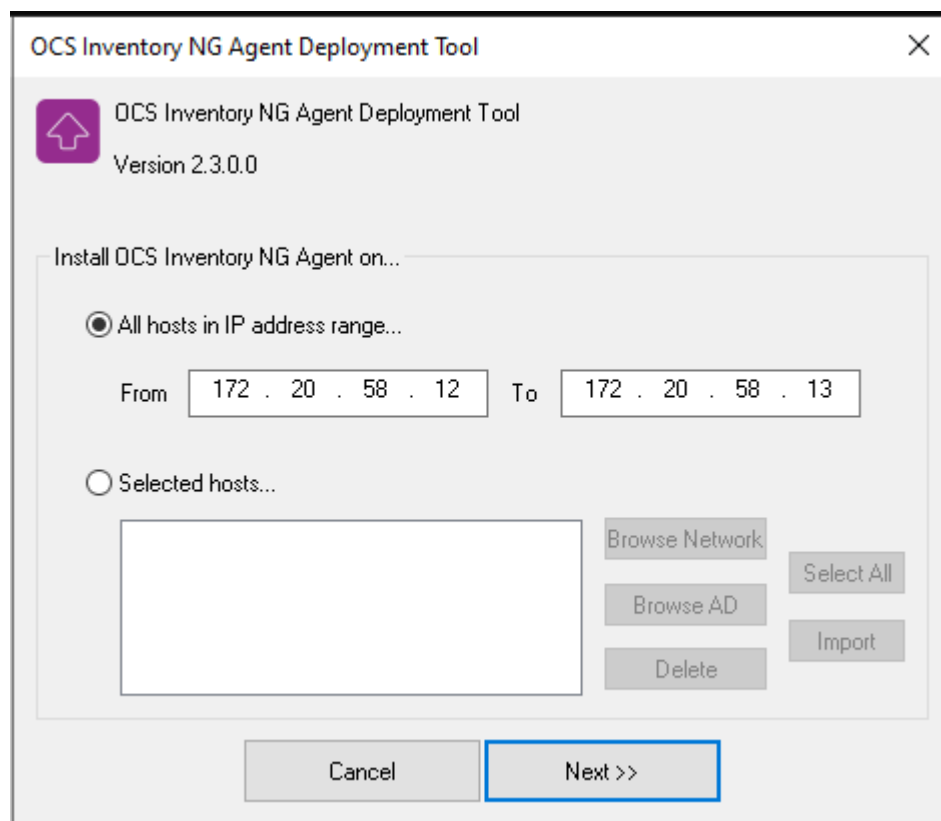 OCS Inventory NG Agent Deployment Tool
OCS Inventory NG Agent Deployment Tool
Version 2.3.0.0
Install OCS Inventory NG Agent on...
All hosts in IP address range...
From 172 . 20 . 58 . 12 To 172 . 20 . 58 . 13
Selected hosts...
Browse Network
Select All
Browse AD
Import
Delete
Cancel Next >>